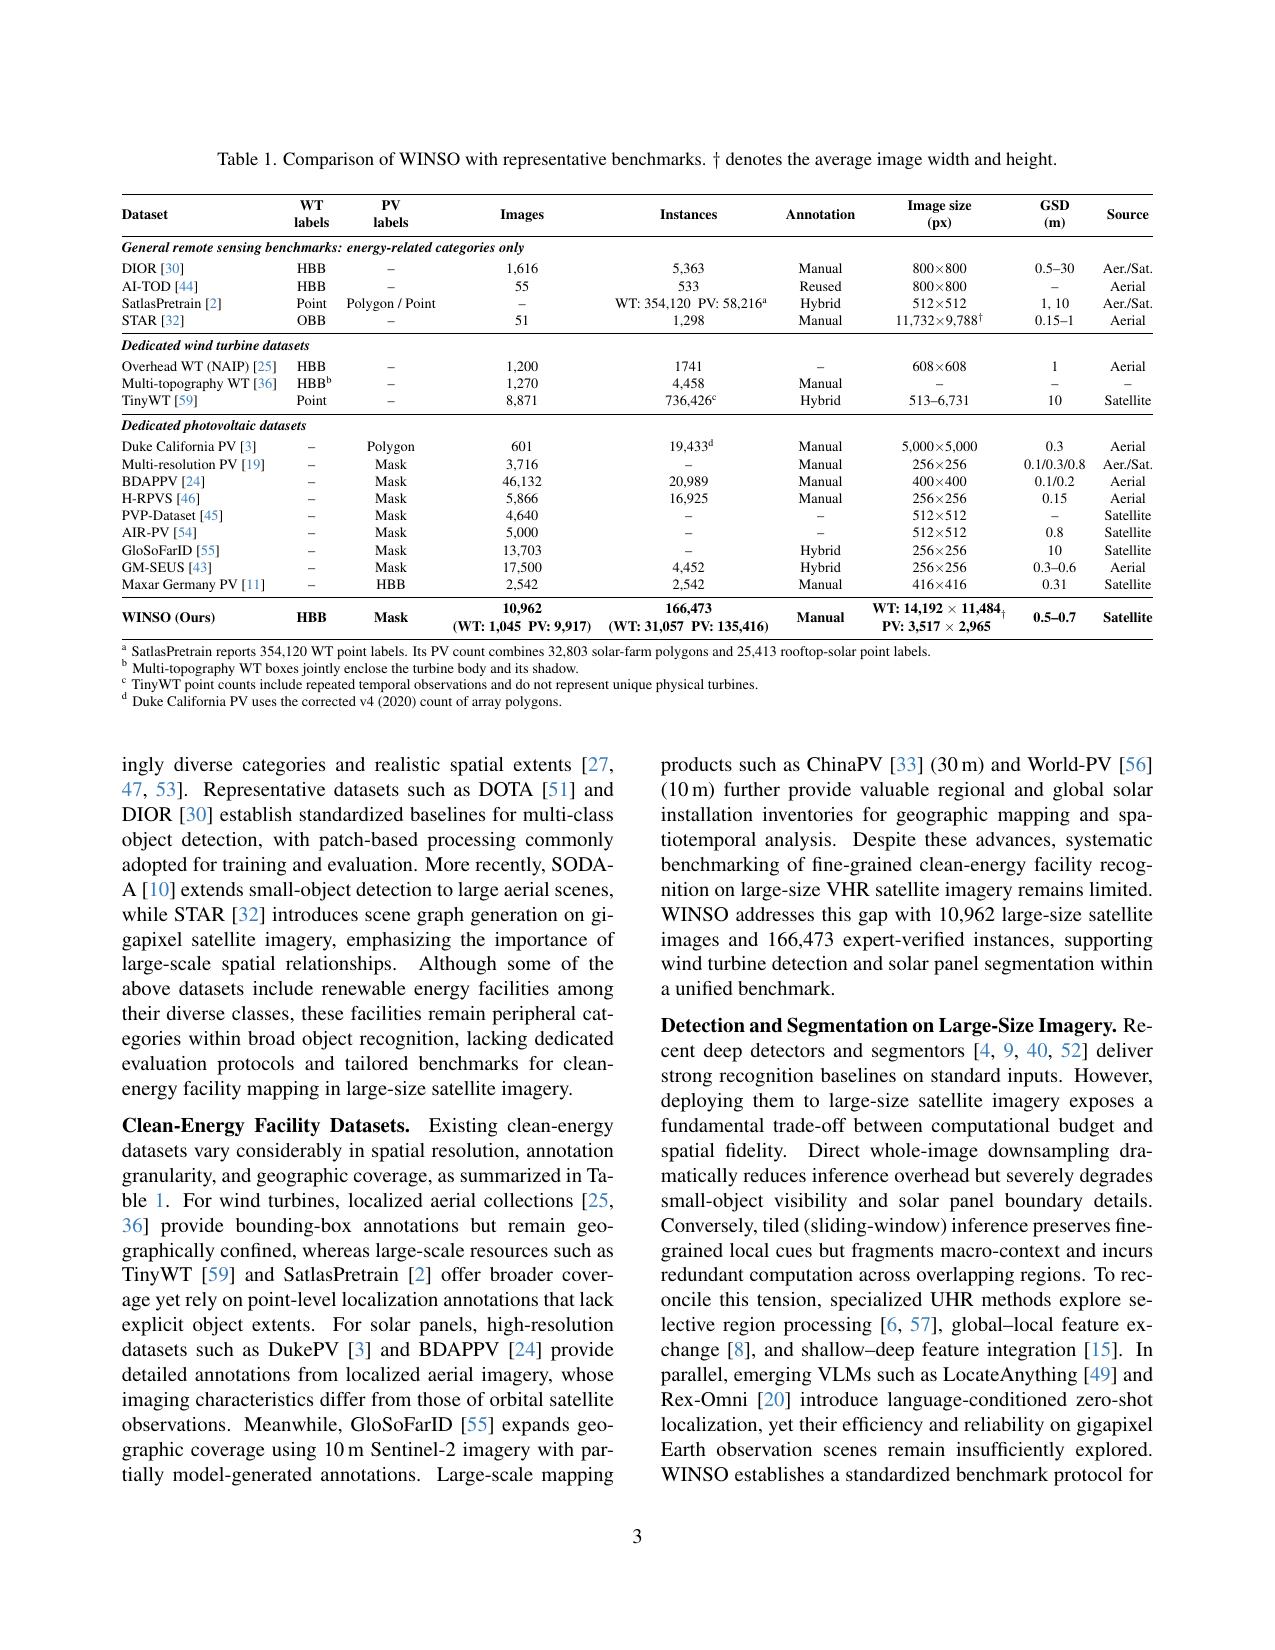 Table 1. Comparison of WINSO with representative benchmarks. † denotes the average image width and height.
Dataset WT labels PV labels Images Instances Annotation Image size (px) GSD (m) Source
General remote sensing benchmarks: energy-related categories only
DIOR [30] HBB – 1,616 5,363 Manual 800×800 0.5–30 Aer./Sat.
AI-TOD [44] HBB – 55 533 Reused 800×800 – Aerial
SatlasPretrain [2] Point Polygon / Point – WT: 354,120 PV: 58,216ᵃ Hybrid 512×512 1, 10 Aer./Sat.
STAR [32] OBB – 51 1,298 Manual 11,732×9,788† 0.15–1 Aerial
Dedicated wind turbine datasets
Overhead WT (NAIP) [25] HBB – 1,200 1741 – 608×608 1 Aerial
Multi-topography WT [36] HBBᵇ – 1,270 4,458 Manual – – –
TinyWT [59] Point – 8,871 736,426ᶜ Hybrid 513–6,731 10 Satellite
Dedicated photovoltaic datasets
Duke California PV [3] – Polygon 601 19,433ᵈ Manual 5,000×5,000 0.3 Aerial
Multi-resolution PV [19] – Mask 3,716 – Manual 256×256 0.1/0.3/0.8 Aer./Sat.
BDAPPV [24] – Mask 46,132 20,989 Manual 400×400 0.1/0.2 Aerial
H-RPVS [46] – Mask 5,866 16,925 Manual 256×256 0.15 Aerial
PVP-Dataset [45] – Mask 4,640 – – 512×512 – Satellite
AIR-PV [54] – Mask 5,000 – – 512×512 0.8 Satellite
GloSoFarID [55] – Mask 13,703 – Hybrid 256×256 10 Satellite
GM-SEUS [43] – Mask 17,500 4,452 Hybrid 256×256 0.3–0.6 Aerial
Maxar Germany PV [11] – HBB 2,542 2,542 Manual 416×416 0.31 Satellite
WINSO (Ours) HBB Mask 10,962 (WT: 1,045 PV: 9,917) 166,473 (WT: 31,057 PV: 135,416) Manual WT: 14,192 × 11,484 PV: 3,517 × 2,965 † 0.5–0.7 Satellite
ᵃ SatlasPretrain reports 354,120 WT point labels. Its PV count combines 32,803 solar-farm polygons and 25,413 rooftop-solar point labels.
ᵇ Multi-topography WT boxes jointly enclose the turbine body and its shadow.
ᶜ TinyWT point counts include repeated temporal observations and do not represent unique physical turbines.
ᵈ Duke California PV uses the corrected v4 (2020) count of array polygons.
ingly diverse categories and realistic spatial extents [27,
47, 53]. Representative datasets such as DOTA [51] and
DIOR [30] establish standardized baselines for multi-class
object detection, with patch-based processing commonly
adopted for training and evaluation. More recently, SODA-
A [10] extends small-object detection to large aerial scenes,
while STAR [32] introduces scene graph generation on gi-
gapixel satellite imagery, emphasizing the importance of
large-scale spatial relationships. Although some of the
above datasets include renewable energy facilities among
their diverse classes, these facilities remain peripheral cat-
egories within broad object recognition, lacking dedicated
evaluation protocols and tailored benchmarks for clean-
energy facility mapping in large-size satellite imagery.
Clean-Energy Facility Datasets. Existing clean-energy
datasets vary considerably in spatial resolution, annotation
granularity, and geographic coverage, as summarized in Ta-
ble 1. For wind turbines, localized aerial collections [25,
36] provide bounding-box annotations but remain geo-
graphically confined, whereas large-scale resources such as
TinyWT [59] and SatlasPretrain [2] offer broader cover-
age yet rely on point-level localization annotations that lack
explicit object extents. For solar panels, high-resolution
datasets such as DukePV [3] and BDAPPV [24] provide
detailed annotations from localized aerial imagery, whose
imaging characteristics differ from those of orbital satellite
observations. Meanwhile, GloSoFarID [55] expands geo-
graphic coverage using 10 m Sentinel-2 imagery with par-
tially model-generated annotations. Large-scale mapping
products such as ChinaPV [33] (30 m) and World-PV [56]
(10 m) further provide valuable regional and global solar
installation inventories for geographic mapping and spa-
tiotemporal analysis. Despite these advances, systematic
benchmarking of fine-grained clean-energy facility recog-
nition on large-size VHR satellite imagery remains limited.
WINSO addresses this gap with 10,962 large-size satellite
images and 166,473 expert-verified instances, supporting
wind turbine detection and solar panel segmentation within
a unified benchmark.
Detection and Segmentation on Large-Size Imagery. Re-
cent deep detectors and segmentors [4, 9, 40, 52] deliver
strong recognition baselines on standard inputs. However,
deploying them to large-size satellite imagery exposes a
fundamental trade-off between computational budget and
spatial fidelity. Direct whole-image downsampling dra-
matically reduces inference overhead but severely degrades
small-object visibility and solar panel boundary details.
Conversely, tiled (sliding-window) inference preserves fine-
grained local cues but fragments macro-context and incurs
redundant computation across overlapping regions. To rec-
oncile this tension, specialized UHR methods explore se-
lective region processing [6, 57], global–local feature ex-
change [8], and shallow–deep feature integration [15]. In
parallel, emerging VLMs such as LocateAnything [49] and
Rex-Omni [20] introduce language-conditioned zero-shot
localization, yet their efficiency and reliability on gigapixel
Earth observation scenes remain insufficiently explored.
WINSO establishes a standardized benchmark protocol for
3